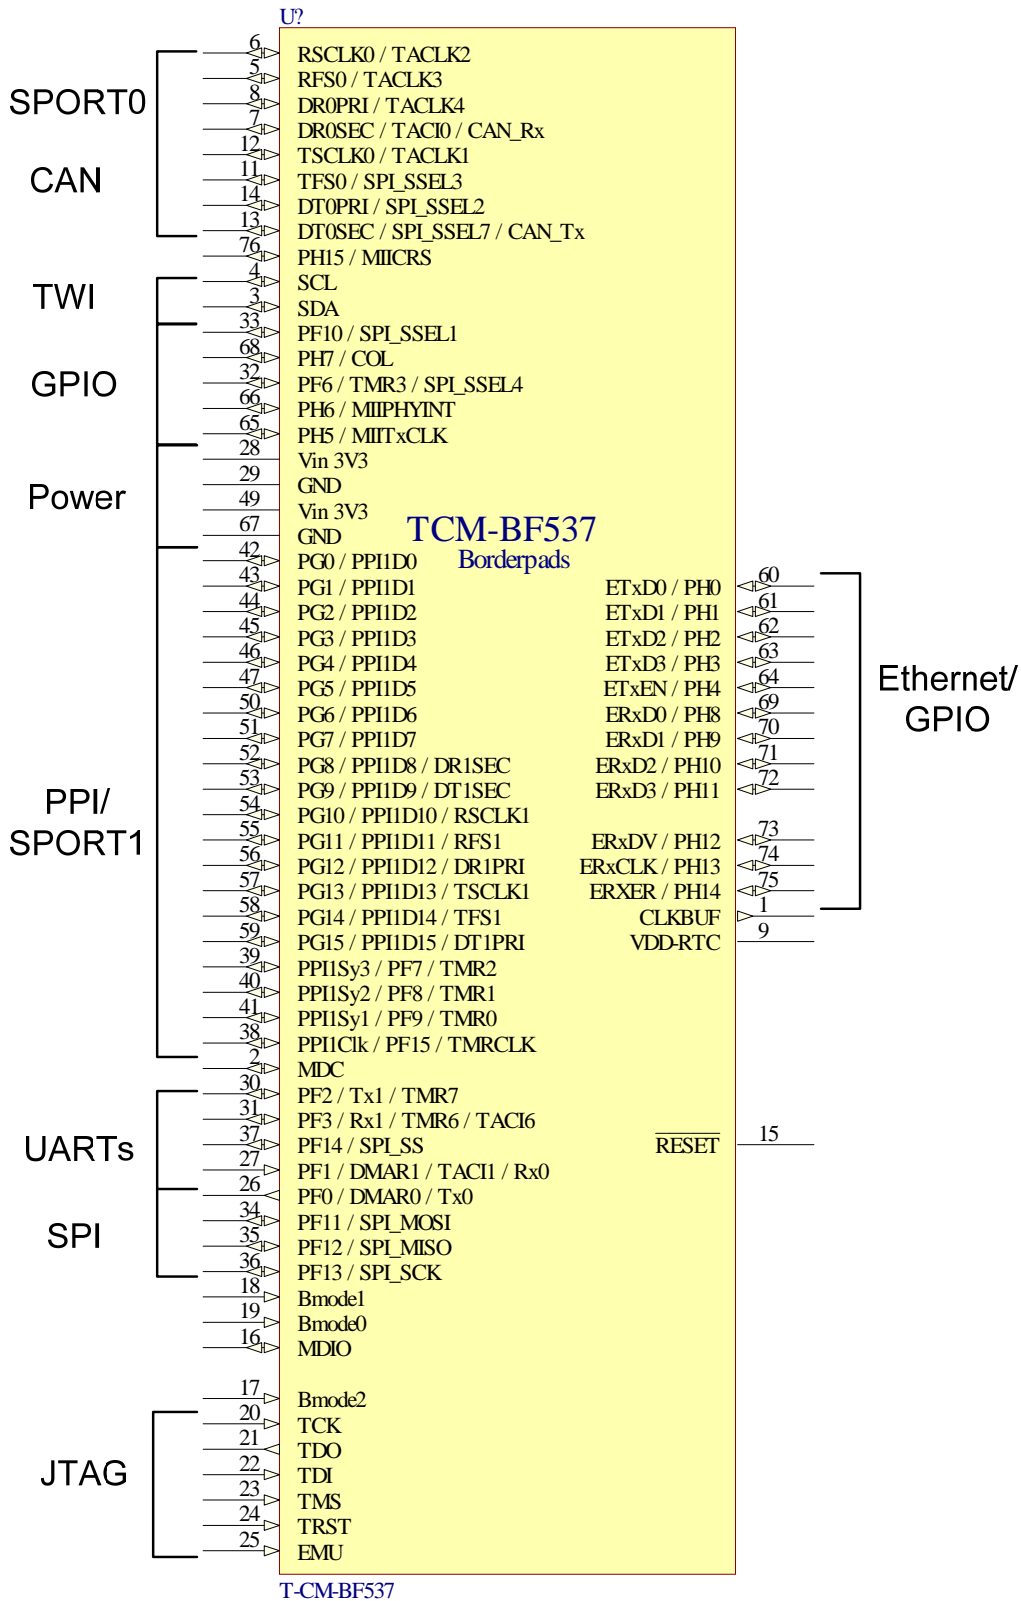 U?
6 RSCLK0 / TACLK2
5 RFS0 / TACLK3
SPORT0
8 DR0PRI / TACLK4
7 DR0SEC / TACI0 / CAN_Rx
12 TSCLK0 / TACLK1
CAN
11 TFS0 / SPI_SSEL3
14 DT0PRI / SPI_SSEL2
13 DT0SEC / SPI_SSEL7 / CAN_Tx
76 PH15 / MIICRS
4 SCL
TWI
3 SDA
33 PF10 / SPI_SSEL1
68 PH7 / COL
GPIO
32 PF6 / TMR3 / SPI_SSEL4
66 PH6 / MIIPHYINT
65 PH5 / MIITxCLK
28 Vin 3V3
29 GND
Power
49 Vin 3V3
67 GND
TCM-BF537
Borderpads
42 PG0 / PPI1D0
43 PG1 / PPI1D1
44 PG2 / PPI1D2
45 PG3 / PPI1D3
46 PG4 / PPI1D4
47 PG5 / PPI1D5
50 PG6 / PPI1D6
51 PG7 / PPI1D7
52 PG8 / PPI1D8 / DR1SEC
53 PG9 / PPI1D9 / DT1SEC
PPI/
SPORT1
54 PG10 / PPI1D10 / RSCLK1
55 PG11 / PPI1D11 / RFS1
56 PG12 / PPI1D12 / DR1PRI
57 PG13 / PPI1D13 / TSCLK1
58 PG14 / PPI1D14 / TFS1
59 PG15 / PPI1D15 / DT1PRI
39 PPI1Sy3 / PF7 / TMR2
40 PPI1Sy2 / PF8 / TMR1
41 PPI1Sy1 / PF9 / TMR0
38 PPI1Clk / PF15 / TMRCLK
2 MDC
30 PF2 / Tx1 / TMR7
31 PF3 / Rx1 / TMR6 / TACI6
UARTs
37 PF14 / SPI_SS
27 PF1 / DMAR1 / TACI1 / Rx0
26 PF0 / DMAR0 / Tx0
34 PF11 / SPI_MOSI
SPI
35 PF12 / SPI_MISO
36 PF13 / SPI_SCK
18 Bmode1
19 Bmode0
16 MDIO
17 Bmode2
20 TCK
21 TDO
JTAG
22 TDI
23 TMS
24 TRST
25 EMU
ETxD0 / PH0 60
ETxD1 / PH1 61
ETxD2 / PH2 62
ETxD3 / PH3 63
ETxEN / PH4 64
ERxD0 / PH8 69
ERxD1 / PH9 70
ERxD2 / PH10 71
ERxD3 / PH11 72
Ethernet/
GPIO
ERxDV / PH12 73
ERxCLK / PH13 74
ERXER / PH14 75
CLKBUF 1
VDD-RTC 9
RESET 15
T-CM-BF537